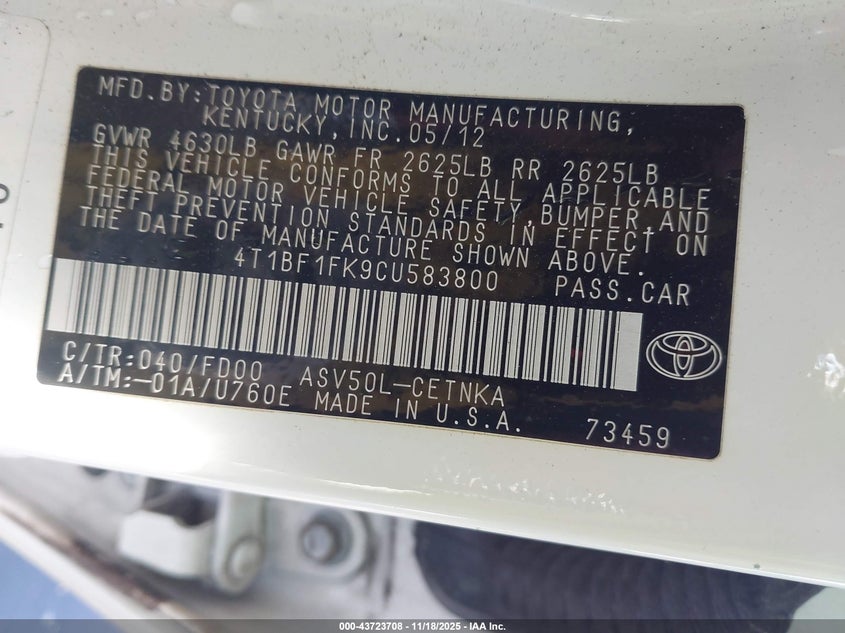 MFD.BY:TOYOTA MOTOR MANUFACTURING,
KENTUCKY,INC.05/12
GVWR 4630LB GAWR FR 2625LB RR 2625LB
THIS VEHICLE CONFORMS TO ALL APPLICABLE
FEDERAL MOTOR VEHICLE SAFETY,BUMPER,AND
THEFT PREVENTION STANDARDS IN EFFECT ON
THE DATE OF MANUFACTURE SHOWN ABOVE.
4T1BF1FK9CU583800 PASS.CAR
C/TR:040/FD00 ASV50L-CETNKA
A/TM:-01A/U760E MADE IN U.S.A.
73459
000-43723708 | 11/18/2025 - IAA Inc.